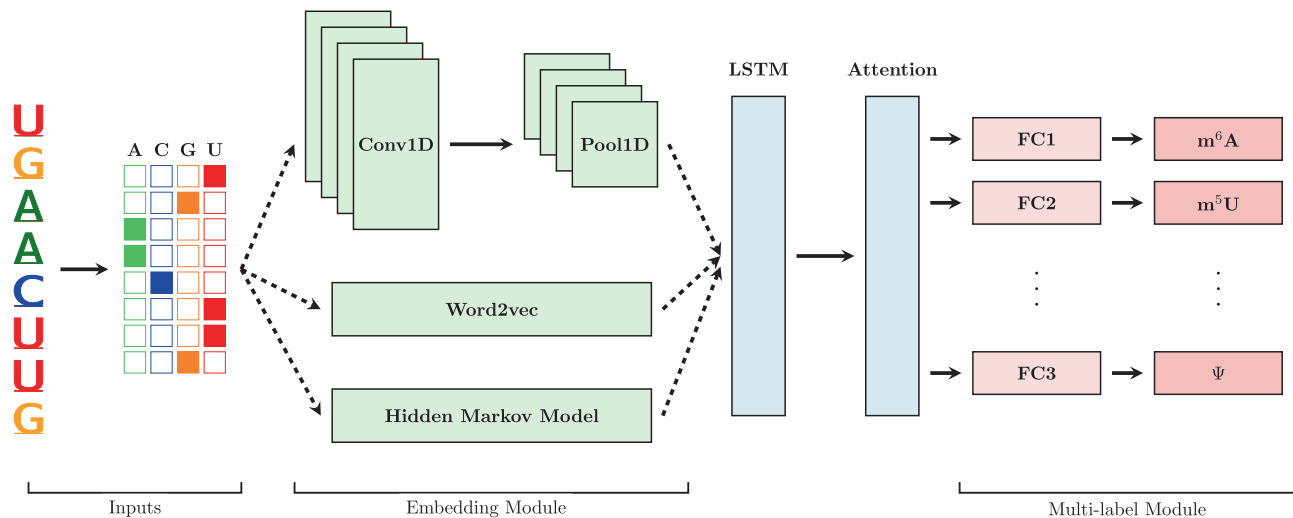 U
G
A
A
C
U
U
G
A C G U
Conv1D
Pool1D
Word2vec
Hidden Markov Model
LSTM
Attention
FC1
m⁶A
FC2
m⁵U
FC3
Ψ
Inputs
Embedding Module
Multi-label Module